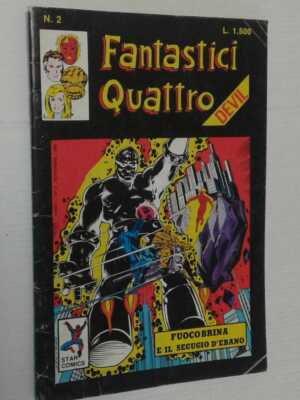 N. 2
L. 1.500
Fantastici
Quattro
DEVIL
FUOCOBRINA
E IL SEGUGIO D'EBANO
STAR
COMICS